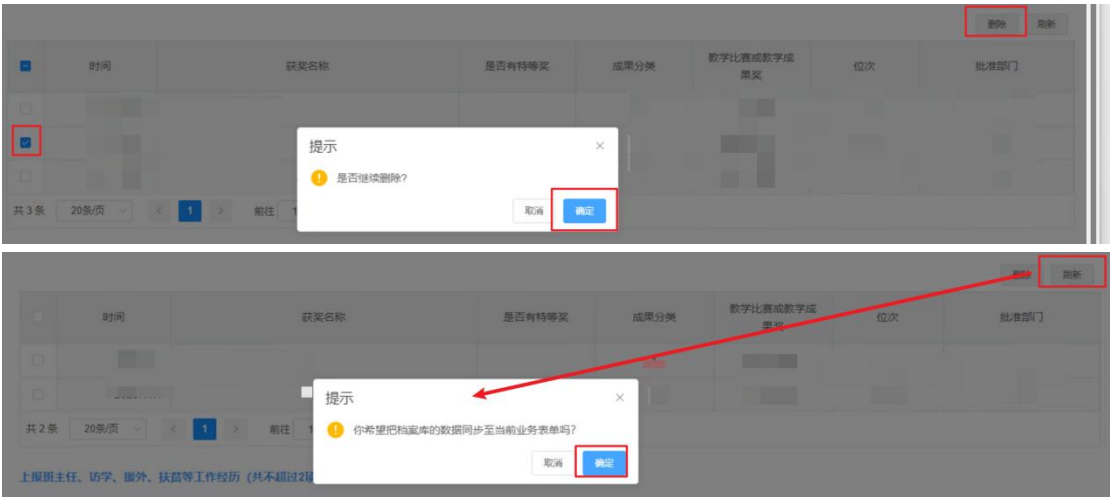 删除 刷新
时间 获奖名称 是否有特等奖 成果分类 教学比赛或教学成果奖 位次 批准部门
提示
是否继续删除?
取消 确定
共 3 条 20条/页 1 前往 1
删除 刷新
时间 获奖名称 是否有特等奖 成果分类 教学比赛或教学成果奖 位次 批准部门
提示
你希望把档案库的数据同步至当前业务表单吗?
共 2 条 20条/页 1 前往 1
取消 确定
上报班主任、访学、援外、扶贫等工作经历 (共不超过2